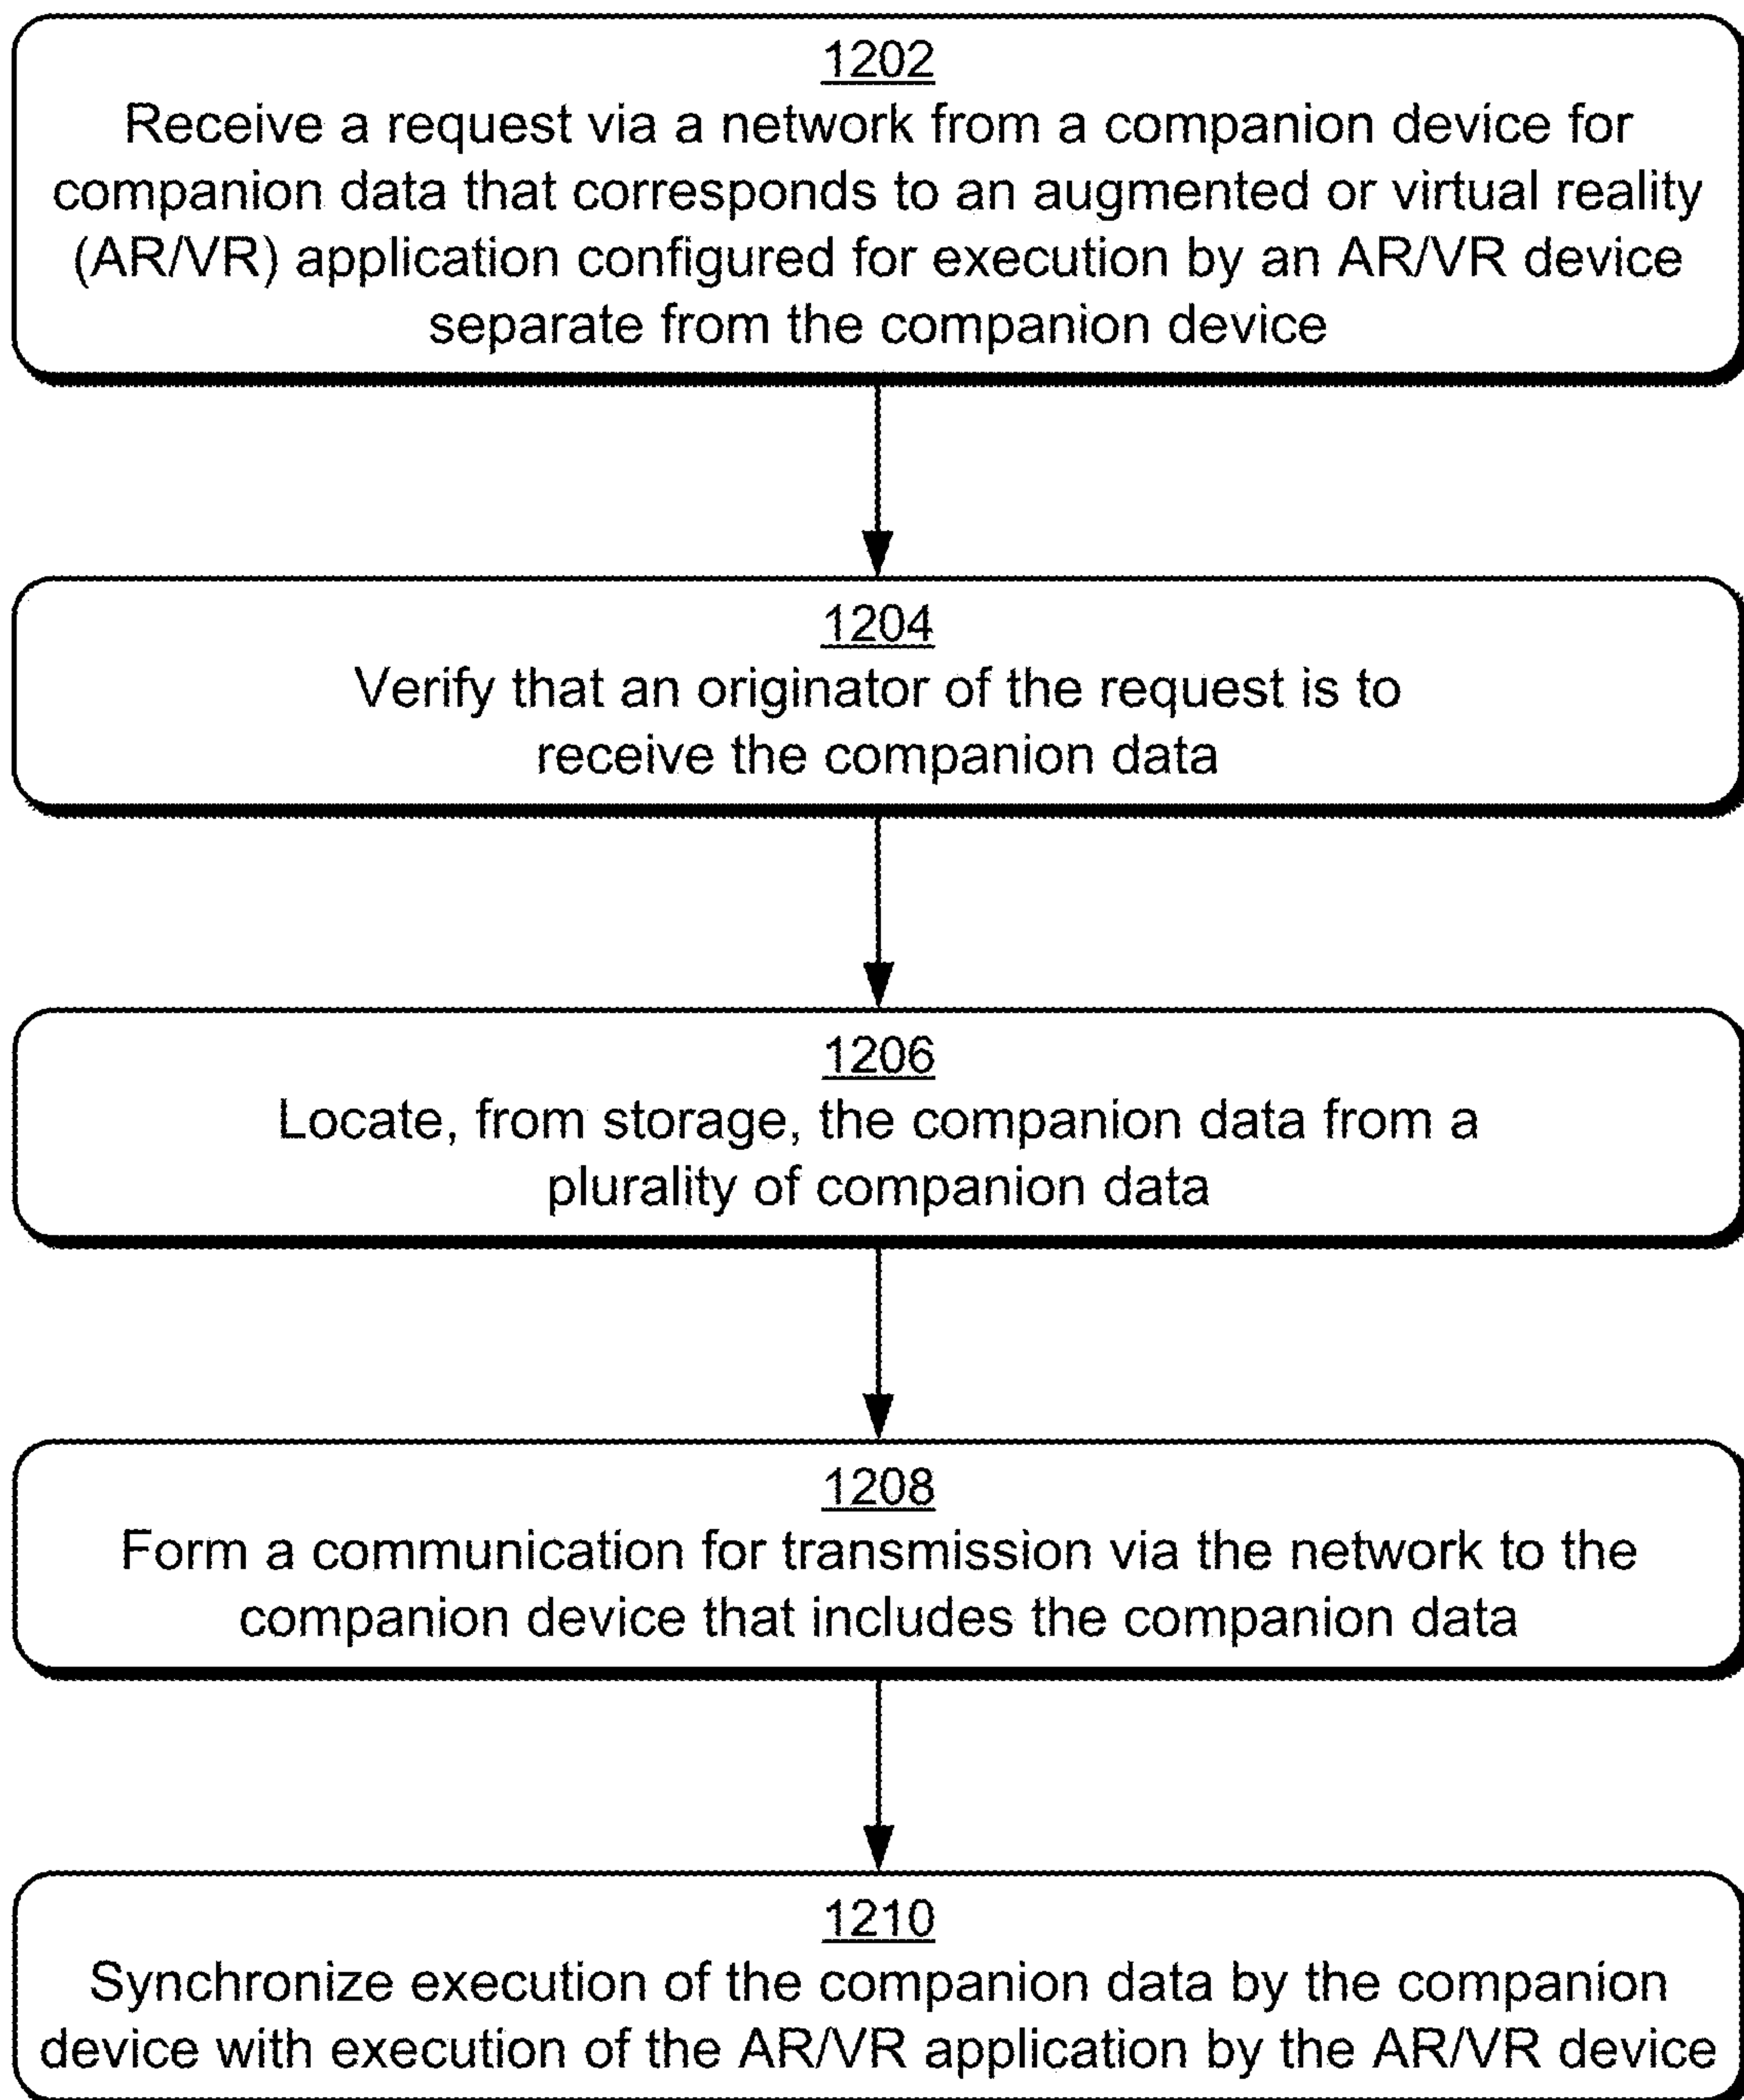 1202
Receive a request via a network from a companion device for
companion data that corresponds to an augmented or virtual reality
(AR/VR) application configured for execution by an AR/VR device
separate from the companion device
1204
Verify that an originator of the request is to
receive the companion data
1206
Locate, from storage, the companion data from a
plurality of companion data
1208
Form a communication for transmission via the network to the
companion device that includes the companion data
1210
Synchronize execution of the companion data by the companion
device with execution of the AR/VR application by the AR/VR device